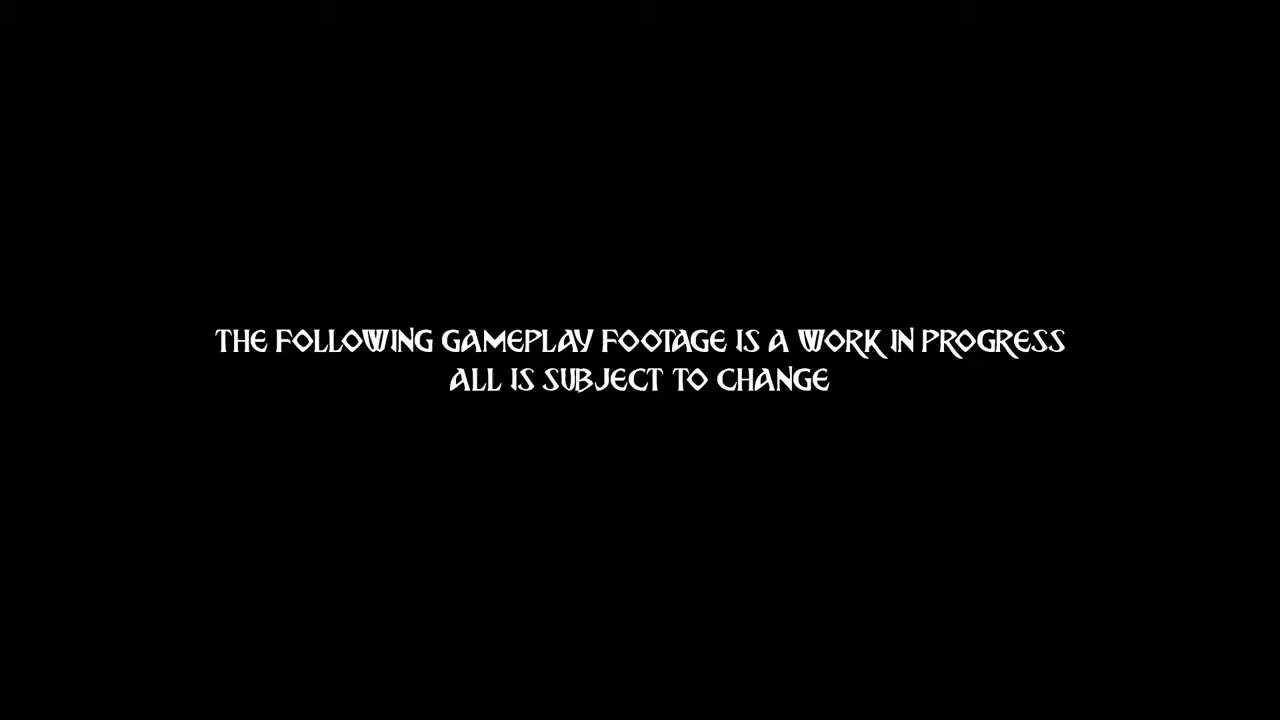 THE FOLLOWING GAMEPLAY FOOTAGE IS A WORK IN PROGRESS
ALL IS SUBJECT TO CHANGE